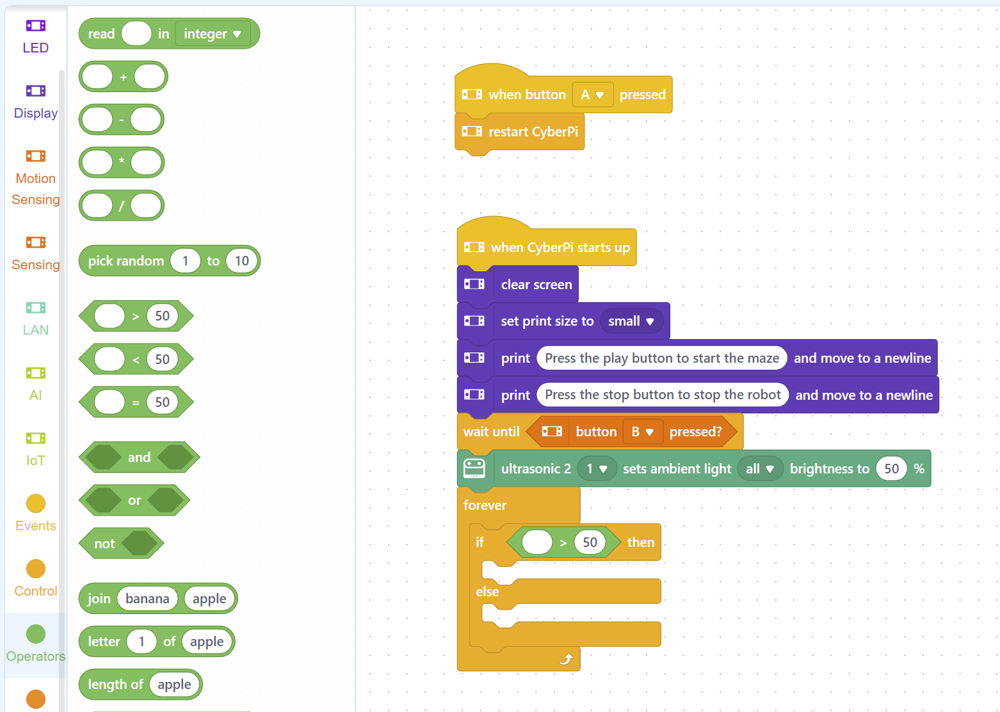 LED
Display
Motion
Sensing
Sensing
LAN
AI
IoT
Events
Control
Operators
read in integer
+
-
*
/
pick random 1 to 10
> 50
< 50
= 50
and
or
not
join banana apple
letter 1 of apple
length of apple
when button A pressed
restart CyberPi
when CyberPi starts up
clear screen
set print size to small
print Press the play button to start the maze and move to a newline
print Press the stop button to stop the robot and move to a newline
wait until button B pressed?
ultrasonic 2 1 sets ambient light all brightness to 50 %
forever
if > 50 then
else